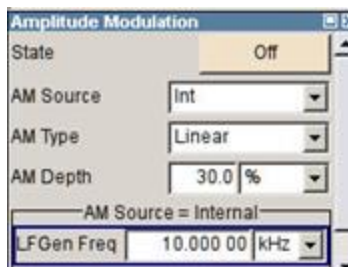 Amplitude Modulation
State Off
AM Source Int
AM Type Linear
AM Depth 30.0 %
AM Source = Internal
LFGen Freq 10.000 00 kHz